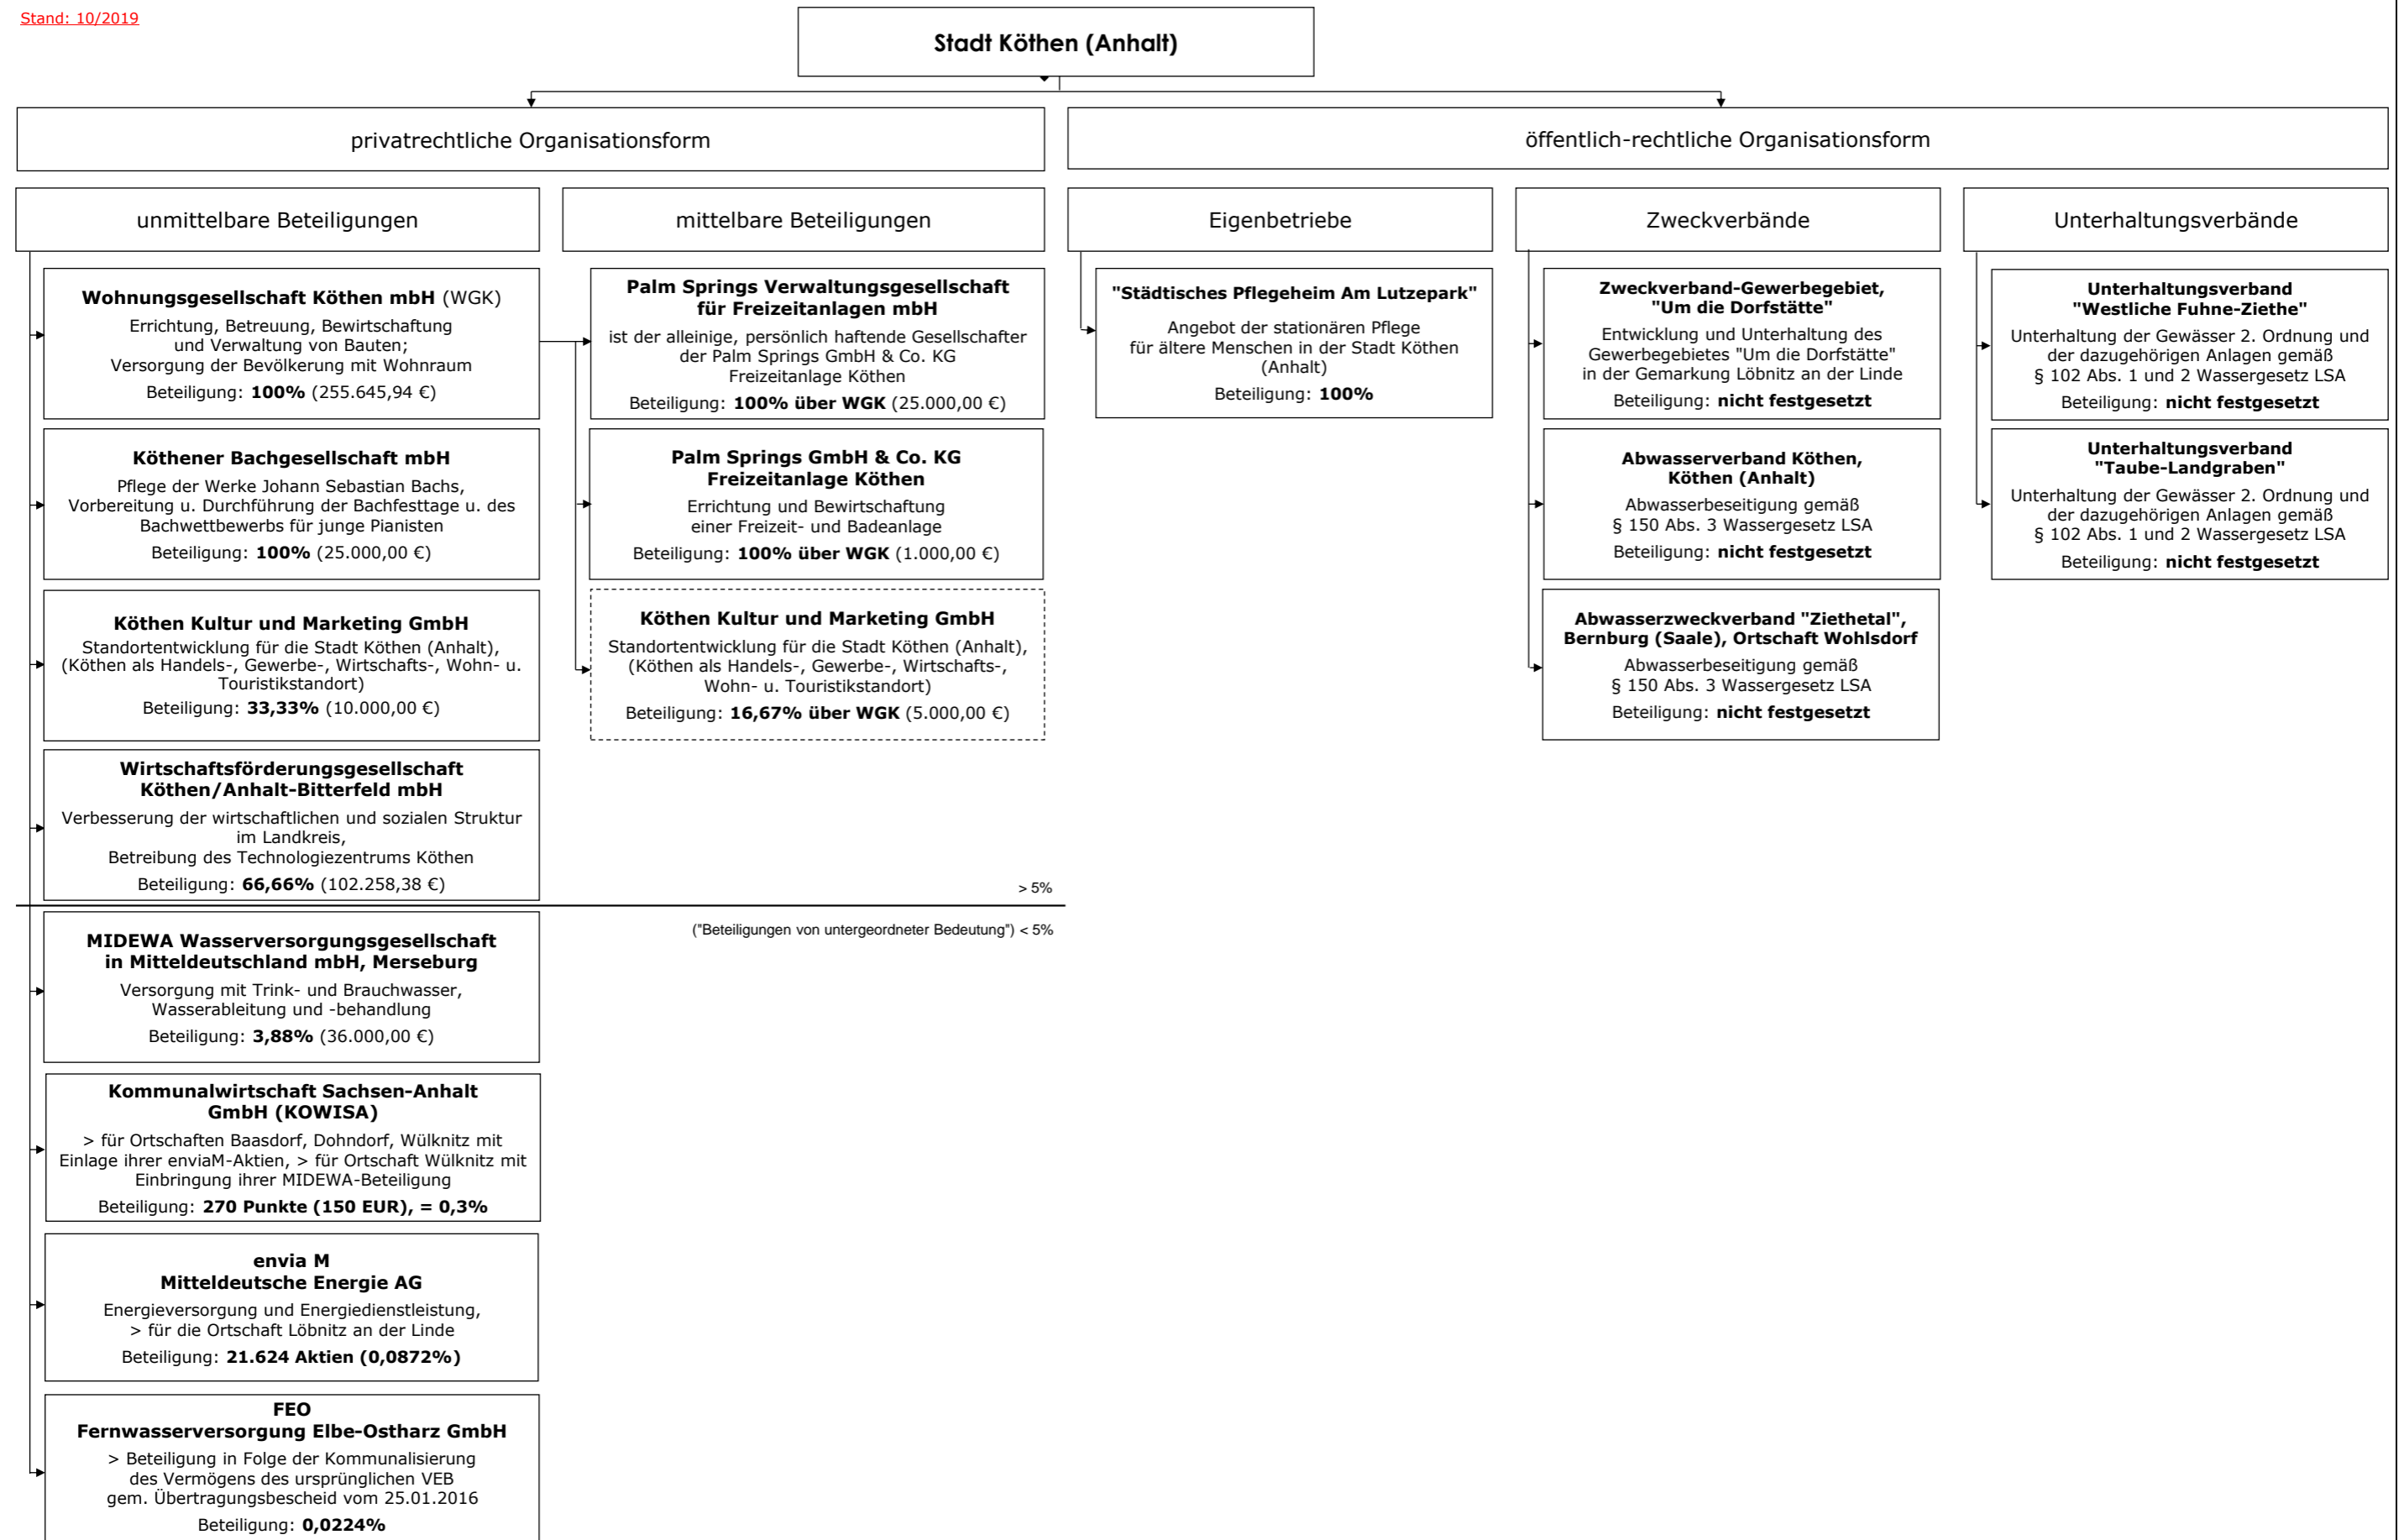 Stand: 10/2019
Stadt Köthen (Anhalt)
privatrechtliche Organisationsform
öffentlich-rechtliche Organisationsform
unmittelbare Beteiligungen
mittelbare Beteiligungen
Eigenbetriebe
Zweckverbände
Unterhaltungsverbände
Wohnungsgesellschaft Köthen mbH (WGK)
Errichtung, Betreuung, Bewirtschaftung
und Verwaltung von Bauten;
Versorgung der Bevölkerung mit Wohnraum
Beteiligung: 100% (255.645,94 €)
Köthener Bachgesellschaft mbH
Pflege der Werke Johann Sebastian Bachs,
Vorbereitung u. Durchführung der Bachfesttage u. des
Bachwettbewerbs für junge Pianisten
Beteiligung: 100% (25.000,00 €)
Köthen Kultur und Marketing GmbH
Standortentwicklung für die Stadt Köthen (Anhalt),
(Köthen als Handels-, Gewerbe-, Wirtschafts-, Wohn- u.
Touristikstandort)
Beteiligung: 33,33% (10.000,00 €)
Wirtschaftsförderungsgesellschaft
Köthen/Anhalt-Bitterfeld mbH
Verbesserung der wirtschaftlichen und sozialen Struktur
im Landkreis,
Betreibung des Technologiezentrums Köthen
Beteiligung: 66,66% (102.258,38 €)
MIDEWA Wasserversorgungsgesellschaft
in Mitteldeutschland mbH, Merseburg
Versorgung mit Trink- und Brauchwasser,
Wasserableitung und -behandlung
Beteiligung: 3,88% (36.000,00 €)
Kommunalwirtschaft Sachsen-Anhalt
GmbH (KOWISA)
> für Ortschaften Baasdorf, Dohndorf, Wülknitz mit
Einlage ihrer enviaM-Aktien, > für Ortschaft Wülknitz mit
Einbringung ihrer MIDEWA-Beteiligung
Beteiligung: 270 Punkte (150 EUR), = 0,3%
envia M
Mitteldeutsche Energie AG
Energieversorgung und Energiedienstleistung,
> für die Ortschaft Löbnitz an der Linde
Beteiligung: 21.624 Aktien (0,0872%)
FEO
Fernwasserversorgung Elbe-Ostharz GmbH
> Beteiligung in Folge der Kommunalisierung
des Vermögens des ursprünglichen VEB
gem. Übertragungsbescheid vom 25.01.2016
Beteiligung: 0,0224%
Palm Springs Verwaltungsgesellschaft
für Freizeitanlagen mbH
ist der alleinige, persönlich haftende Gesellschafter
der Palm Springs GmbH & Co. KG
Freizeitanlage Köthen
Beteiligung: 100% über WGK (25.000,00 €)
Palm Springs GmbH & Co. KG
Freizeitanlage Köthen
Errichtung und Bewirtschaftung
einer Freizeit- und Badeanlage
Beteiligung: 100% über WGK (1.000,00 €)
Köthen Kultur und Marketing GmbH
Standortentwicklung für die Stadt Köthen (Anhalt),
(Köthen als Handels-, Gewerbe-, Wirtschafts-,
Wohn- u. Touristikstandort)
Beteiligung: 16,67% über WGK (5.000,00 €)
> 5%
("Beteiligungen von untergeordneter Bedeutung") < 5%
"Städtisches Pflegeheim Am Lutzepark"
Angebot der stationären Pflege
für ältere Menschen in der Stadt Köthen
(Anhalt)
Beteiligung: 100%
Zweckverband-Gewerbegebiet,
"Um die Dorfstätte"
Entwicklung und Unterhaltung des
Gewerbegebietes "Um die Dorfstätte"
in der Gemarkung Löbnitz an der Linde
Beteiligung: nicht festgesetzt
Abwasserverband Köthen,
Köthen (Anhalt)
Abwasserbeseitigung gemäß
§ 150 Abs. 3 Wassergesetz LSA
Beteiligung: nicht festgesetzt
Abwasserzweckverband "Ziethetal",
Bernburg (Saale), Ortschaft Wohlsdorf
Abwasserbeseitigung gemäß
§ 150 Abs. 3 Wassergesetz LSA
Beteiligung: nicht festgesetzt
Unterhaltungsverband
"Westliche Fuhne-Ziethe"
Unterhaltung der Gewässer 2. Ordnung und
der dazugehörigen Anlagen gemäß
§ 102 Abs. 1 und 2 Wassergesetz LSA
Beteiligung: nicht festgesetzt
Unterhaltungsverband
"Taube-Landgraben"
Unterhaltung der Gewässer 2. Ordnung und
der dazugehörigen Anlagen gemäß
§ 102 Abs. 1 und 2 Wassergesetz LSA
Beteiligung: nicht festgesetzt